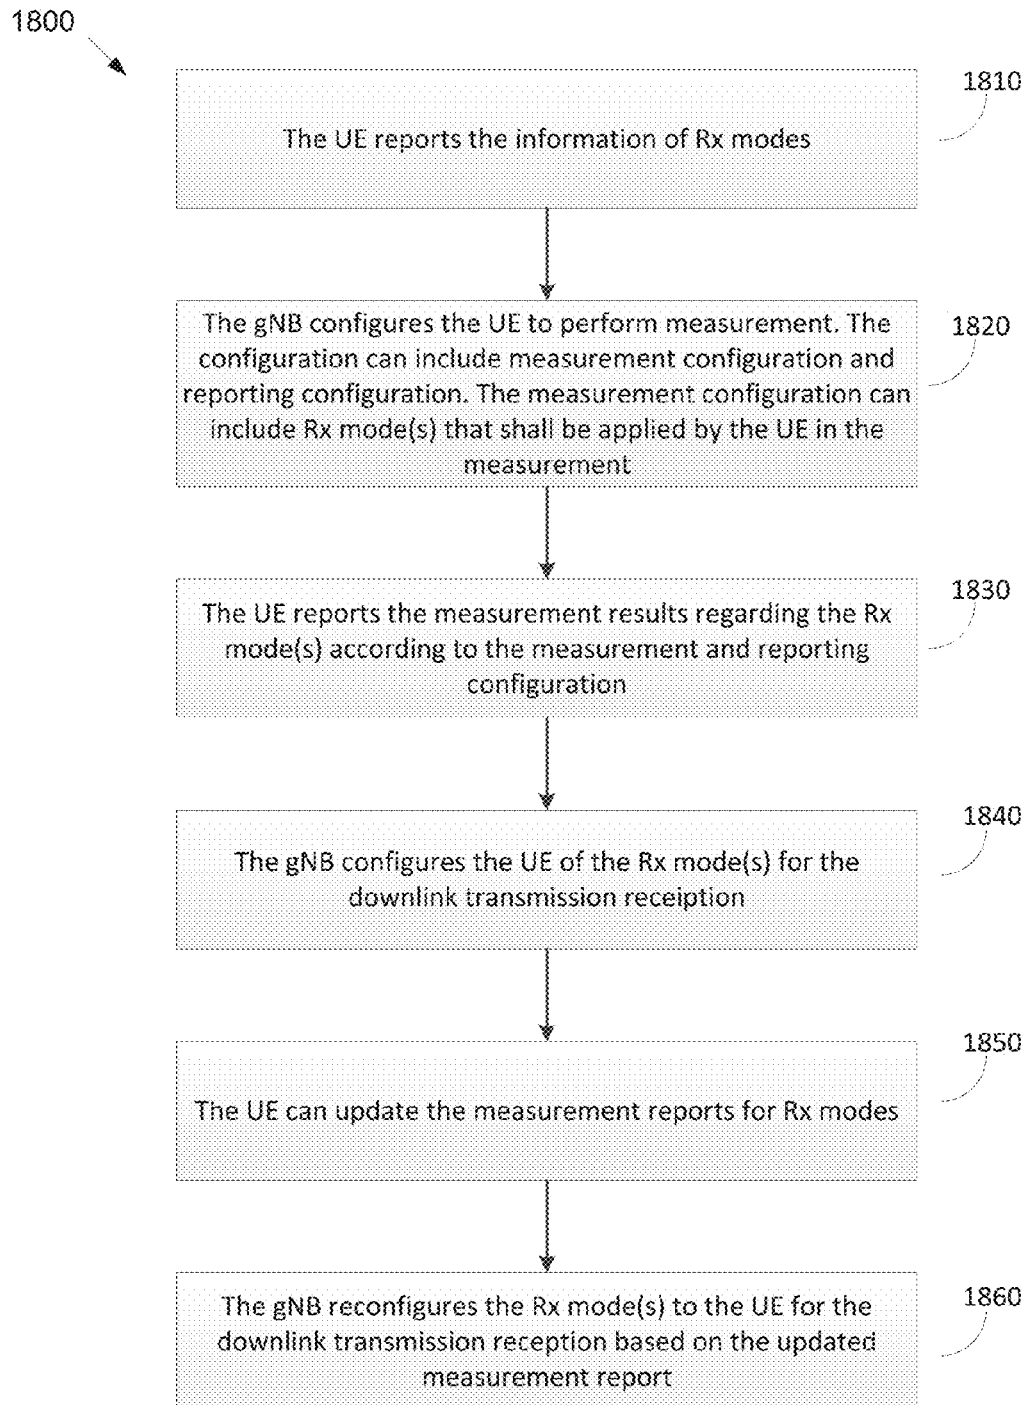 1800
1810
The UE reports the information of Rx modes
1820
The gNB configures the UE to perform measurement. The
configuration can include measurement configuration and
reporting configuration. The measurement configuration can
include Rx mode(s) that shall be applied by the UE in the
measurement
1830
The UE reports the measurement results regarding the Rx
mode(s) according to the measurement and reporting
configuration
1840
The gNB configures the UE of the Rx mode(s) for the
downlink transmission receiption
1850
The UE can update the measurement reports for Rx modes
1860
The gNB reconfigures the Rx mode(s) to the UE for the
downlink transmission reception based on the updated
measurement report